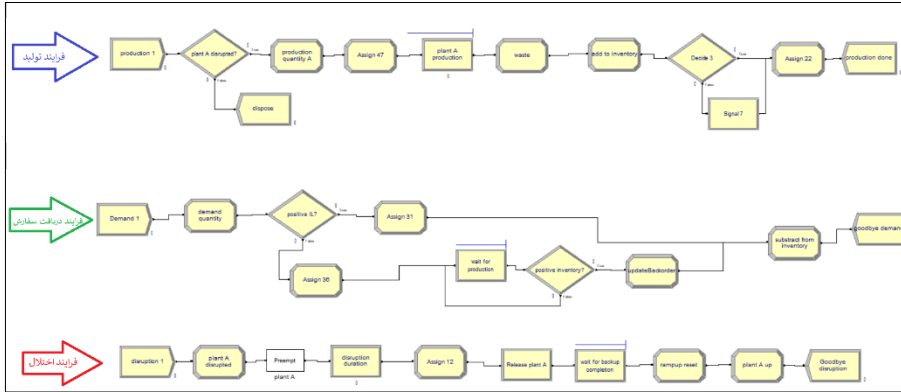 فرایند تولید
production 1
plant A disrupted?
True
False
dispose
production quantity A
Assign 47
plant A production
waste
add to inventory
Decide 3
True
False
Signal 7
Assign 22
production done
فرایند دریافت سفارش
Demand 1
demand quantity
positive IL?
True
False
Assign 31
Assign 36
wait for production
positive inventory?
True
False
updateBackorder
substract from inventory
goodbye demand
فرایند اختلال
disruption 1
plant A disrupted
Preempt
plant A
disruption duration
Assign 12
Release plant A
wait for backup completion
rempup reset
plant A up
Goodbye disruption